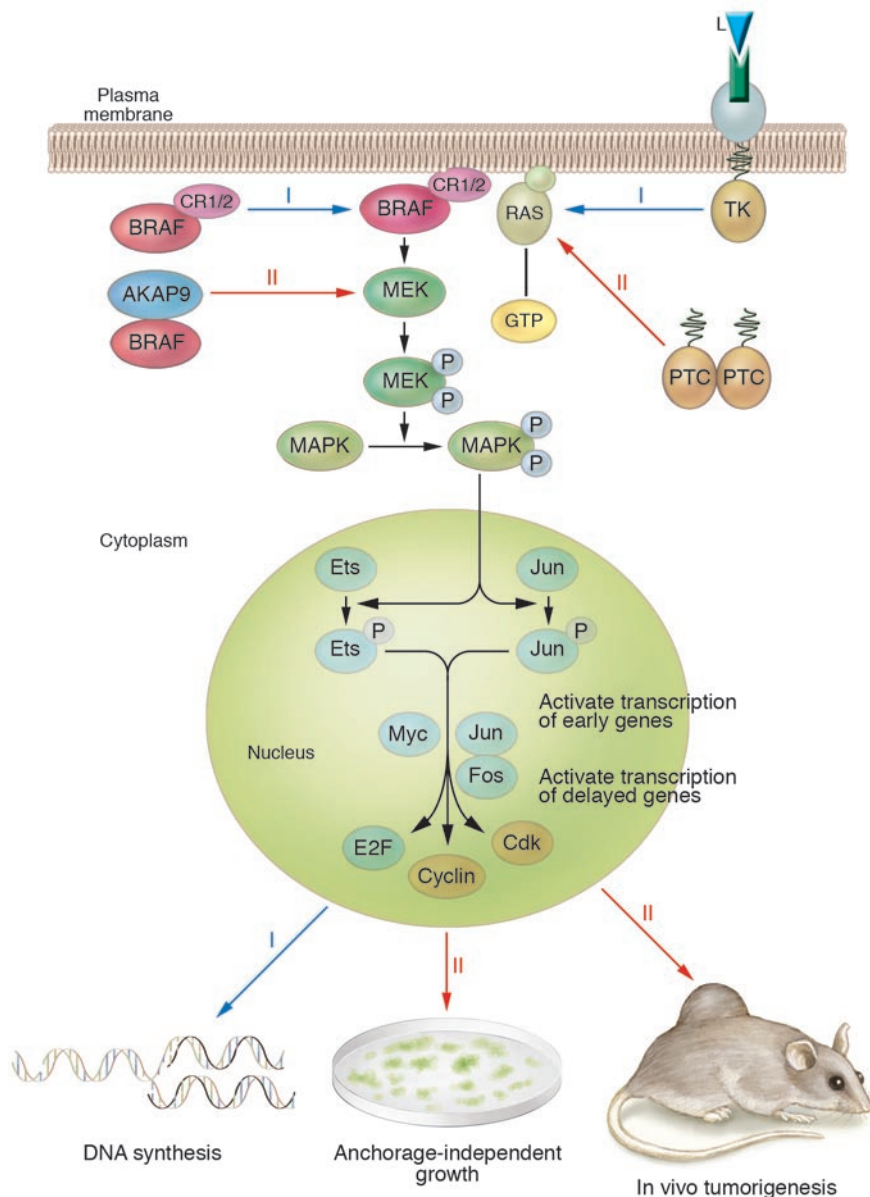 L
Plasma
membrane
CR1/2
BRAF
I
CR1/2
BRAF
RAS
I
TK
AKAP9
BRAF
II
MEK
GTP
II
PTC PTC
MEK
P
P
MAPK
MAPK
P
P
Cytoplasm
Ets
Jun
Ets
P
Jun
P
Activate transcription
of early genes
Myc
Jun
Nucleus
Fos
Activate transcription
of delayed genes
E2F
Cdk
Cyclin
I
II
II
DNA synthesis
Anchorage-independent
growth
In vivo tumorigenesis